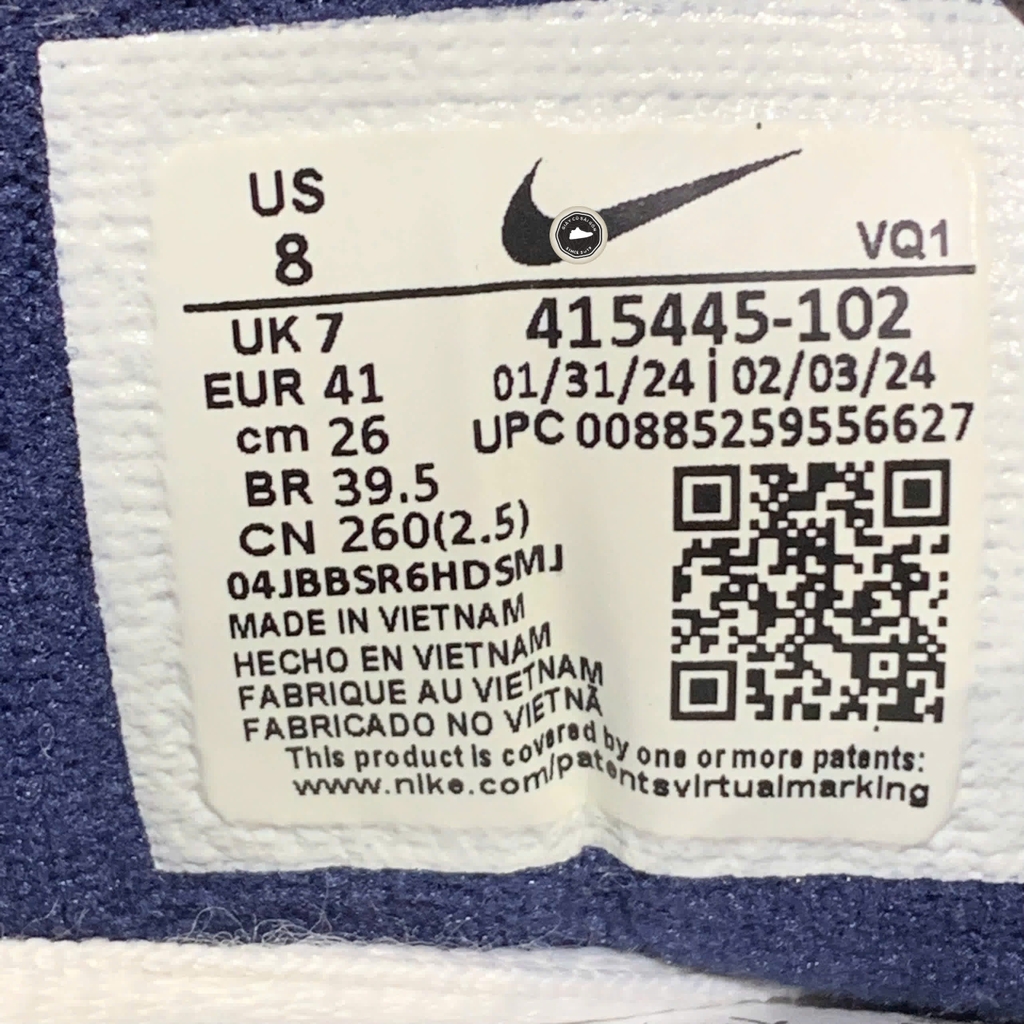 US
8
VQ1
UK 7
415445-102
EUR 41
01/31/24 | 02/03/24
cm 26
UPC 00885259556627
BR 39.5
CN 260(2.5)
04JBBSR6HDSMJ
MADE IN VIETNAM
HECHO EN VIETNAM
FABRIQUE AU VIETNAM
FABRICADO NO VIETNÃ
This product is covered by one or more patents:
www.nike.com/patentsvirtualmarking